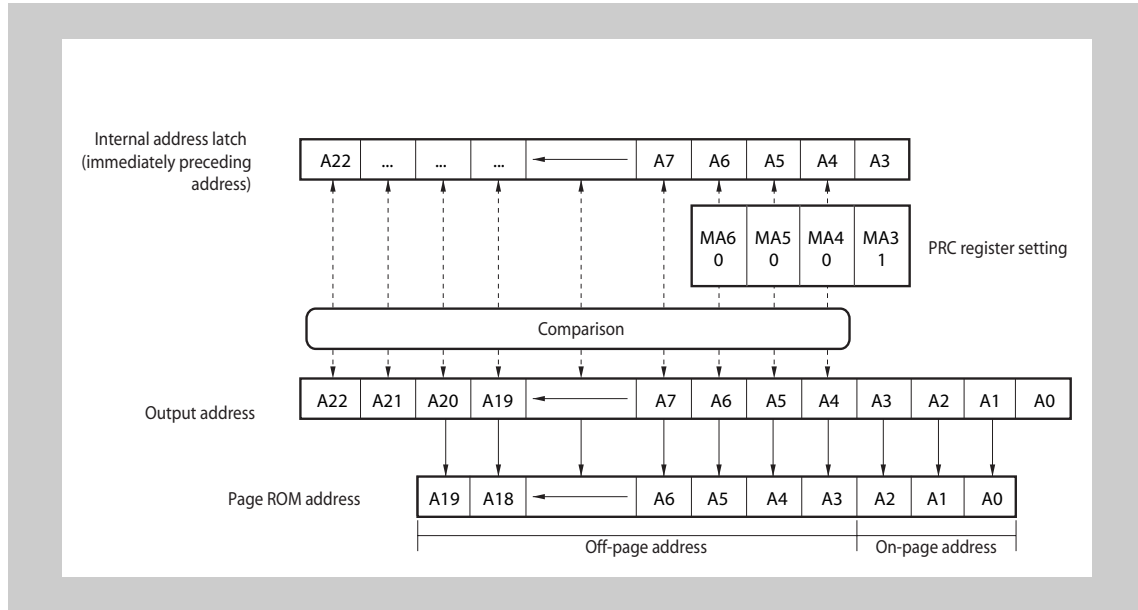 Internal address latch
(immediately preceding
address)
A22 ... ... ... A7 A6 A5 A4 A3
MA6 MA5 MA4 MA3
0 0 0 1
PRC register setting
Comparison
Output address
A22 A21 A20 A19 A7 A6 A5 A4 A3 A2 A1 A0
Page ROM address
A19 A18 A6 A5 A4 A3 A2 A1 A0
Off-page address On-page address